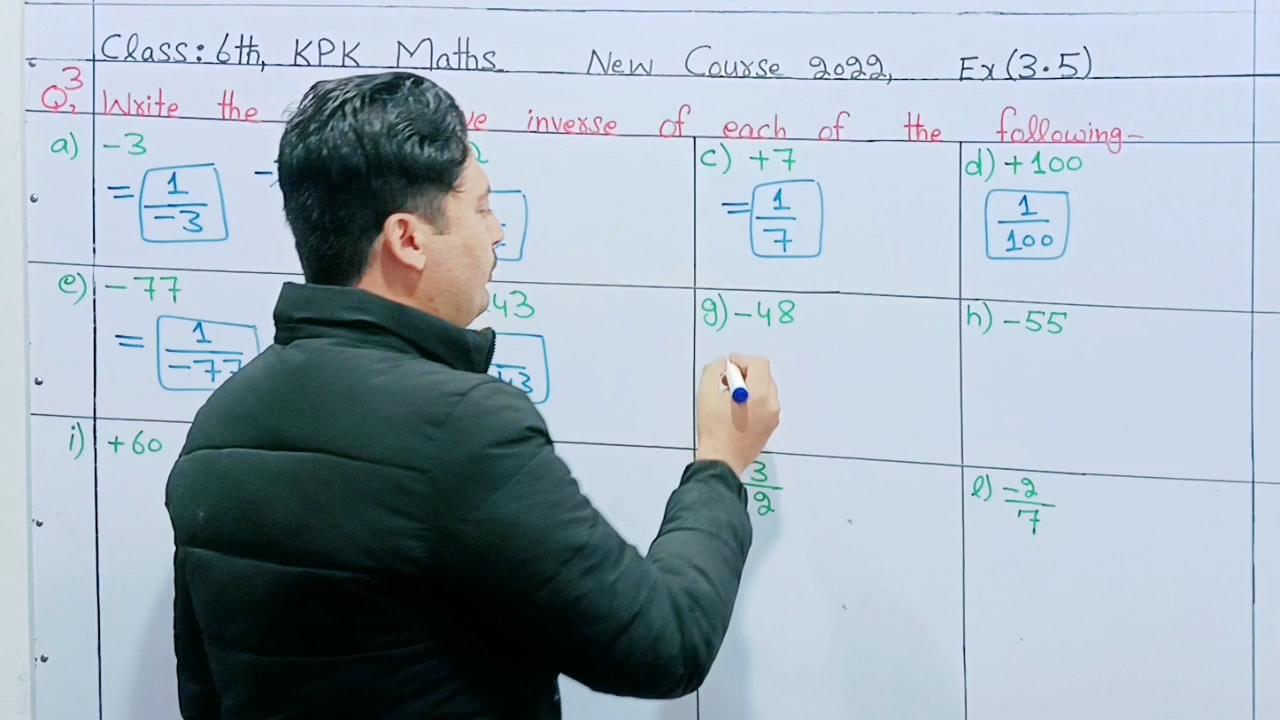 Class: 6th, KPK Maths New Course 2022, Ex (3.5)
Q3, Write the inverse of each of the following-
a) -3 c) +7 d) +100
= 1/-3 = 1/7 1/100
e) -77 43 g) -48 h) -55
= 1/-77 43
i) +60 3/2 l) -2/7